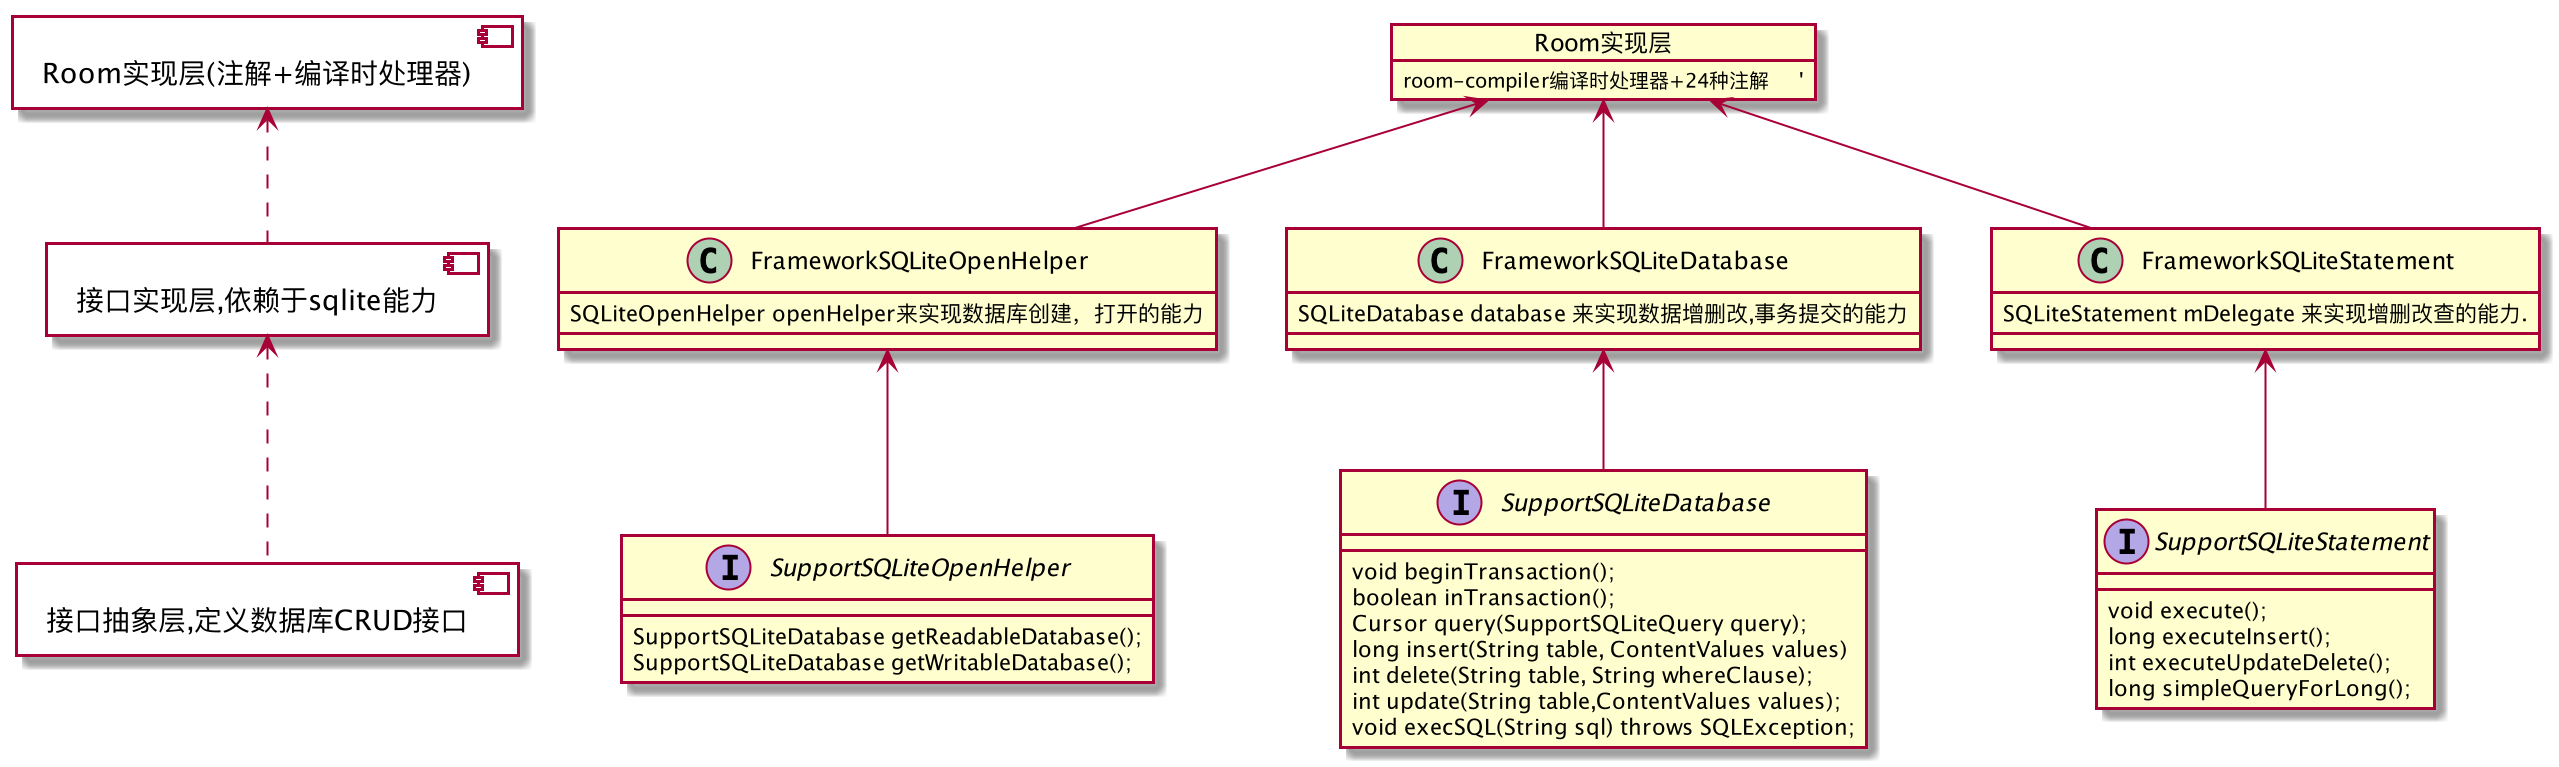 Room实现层(注解+编译时处理器)
接口实现层,依赖于sqlite能力
接口抽象层,定义数据库CRUD接口
Room实现层
room-compiler编译时处理器+24种注解 '
C FrameworkSQLiteOpenHelper
SQLiteOpenHelper openHelper来实现数据库创建，打开的能力
C FrameworkSQLiteDatabase
SQLiteDatabase database 来实现数据增删改,事务提交的能力
C FrameworkSQLiteStatement
SQLiteStatement mDelegate 来实现增删改查的能力.
I SupportSQLiteOpenHelper
SupportSQLiteDatabase getReadableDatabase();
SupportSQLiteDatabase getWritableDatabase();
I SupportSQLiteDatabase
void beginTransaction();
boolean inTransaction();
Cursor query(SupportSQLiteQuery query);
long insert(String table, ContentValues values)
int delete(String table, String whereClause);
int update(String table,ContentValues values);
void execSQL(String sql) throws SQLException;
I SupportSQLiteStatement
void execute();
long executeInsert();
int executeUpdateDelete();
long simpleQueryForLong();